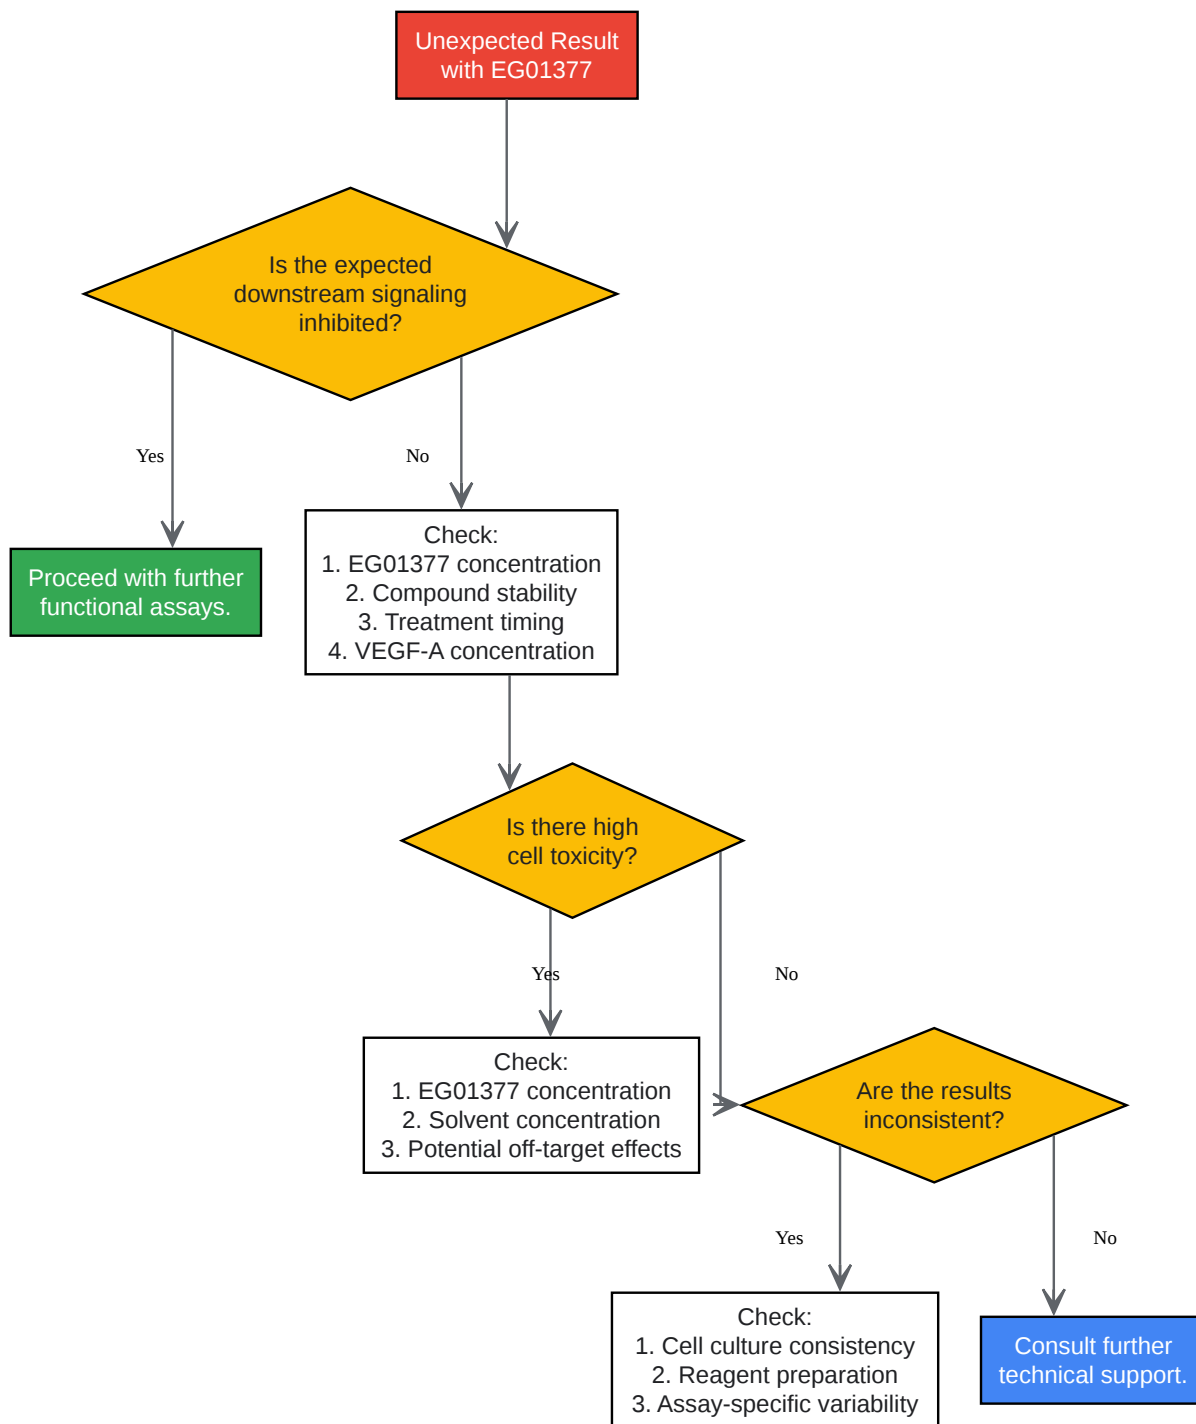 Unexpected Result
with EG01377
Is the expected
downstream signaling
inhibited?
Yes
No
Proceed with further
functional assays.
Check:
1. EG01377 concentration
2. Compound stability
3. Treatment timing
4. VEGF-A concentration
Is there high
cell toxicity?
Yes
No
Check:
1. EG01377 concentration
2. Solvent concentration
3. Potential off-target effects
Are the results
inconsistent?
Yes
No
Check:
1. Cell culture consistency
2. Reagent preparation
3. Assay-specific variability
Consult further
technical support.